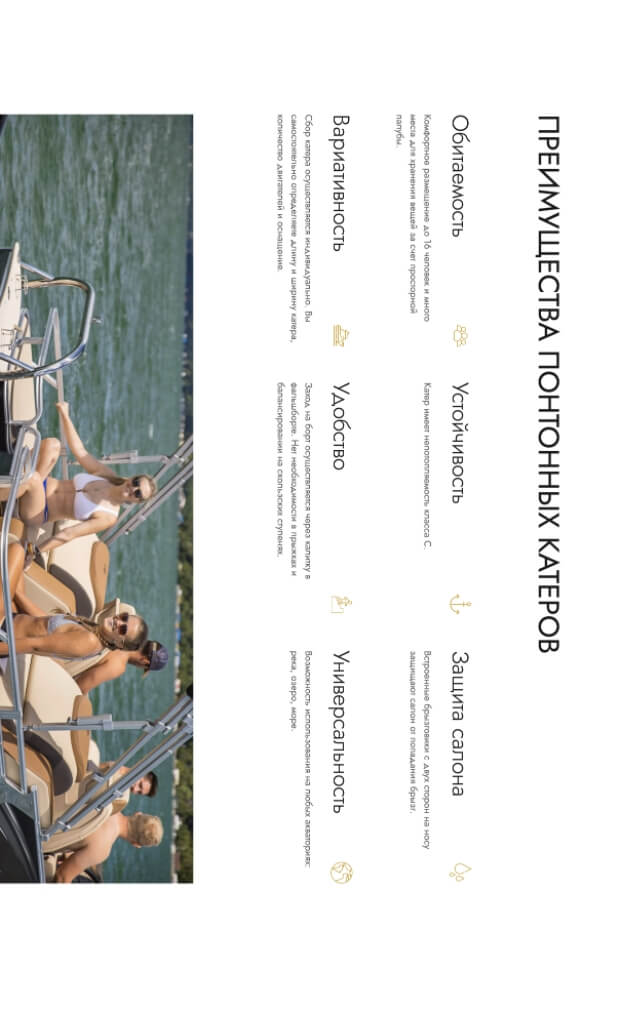 ПРЕИМУЩЕСТВА ПОНТОННЫХ КАТЕРОВ
Обитаемость
Комфортное размещение до 16 человек и много
места для хранения вещей за счет просторной
палубы.
Устойчивость
Катер имеет непотопляемость класса С.
Защита салона
Встроенные брызговики с двух сторон на носу
защищают салон от попадания брызг.
Вариативность
Сбор катера осуществляется индивидуально. Вы
самостоятельно определяете длину и ширину катера,
количество двигателей и оснащение.
Удобство
Заход на борт осуществляется через калитку в
фальшборте. Нет необходимости в прыжках и
балансировании на скользких ступенях.
Универсальность
Возможность использования на любых акваториях:
река, озеро, море.